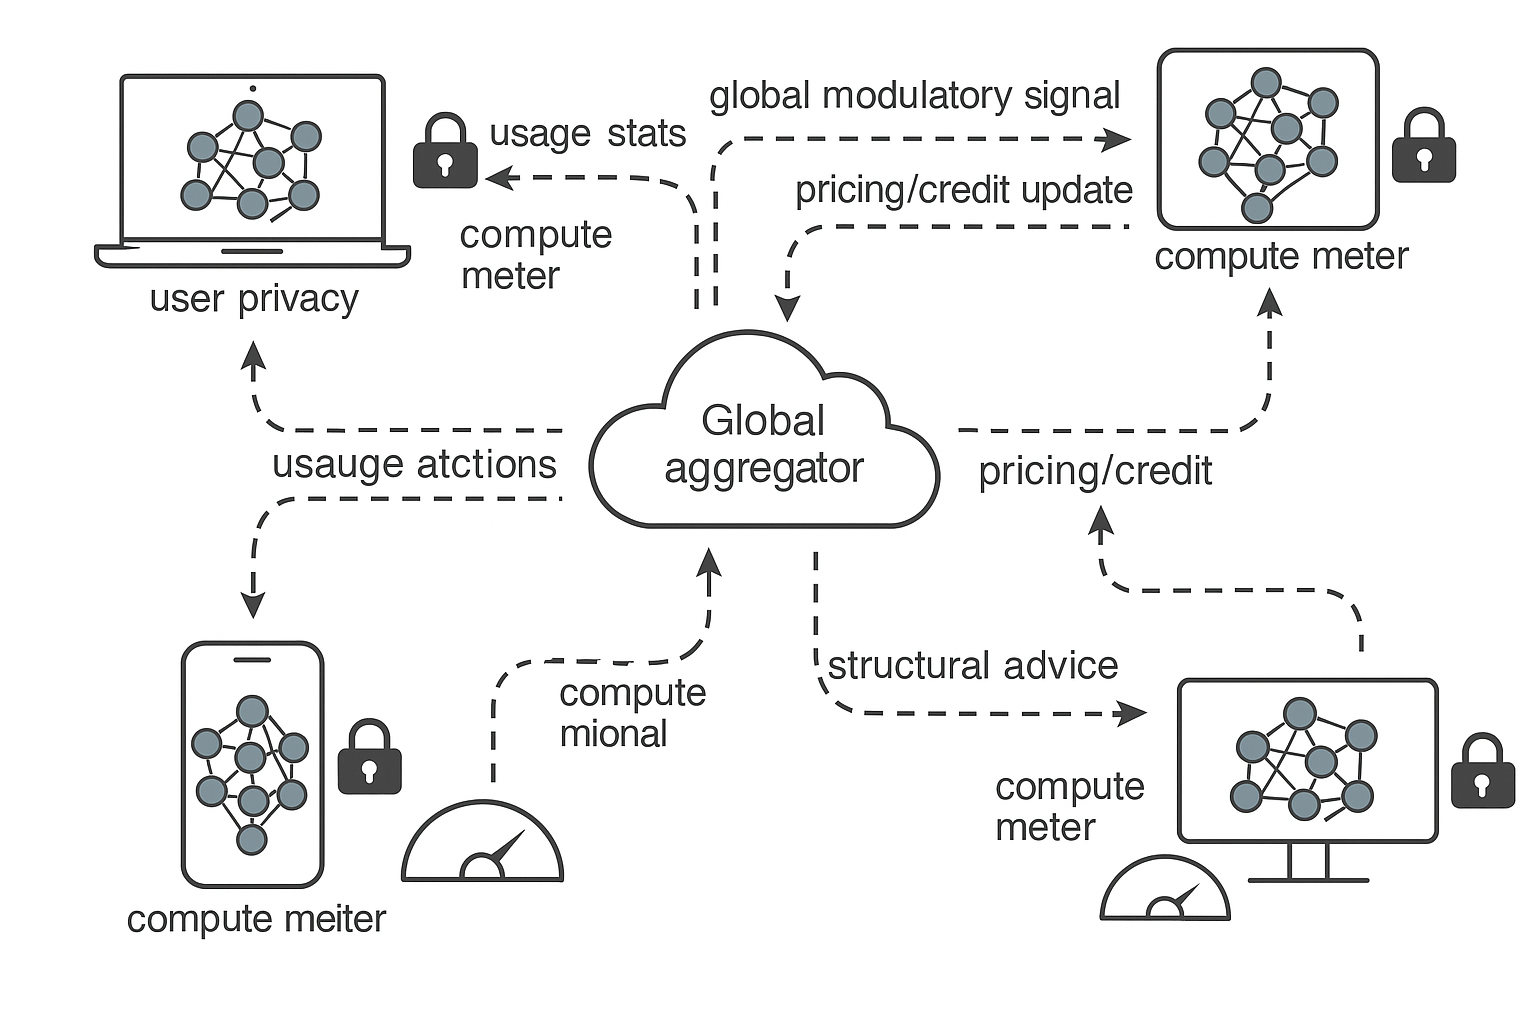 global modulatory signal
usage stats
pricing/credit update
compute
meter
compute meter
user privacy
Global
aggregator
usauge atctions
pricing/credit
structural advice
compute
mional
compute
meter
compute meiter